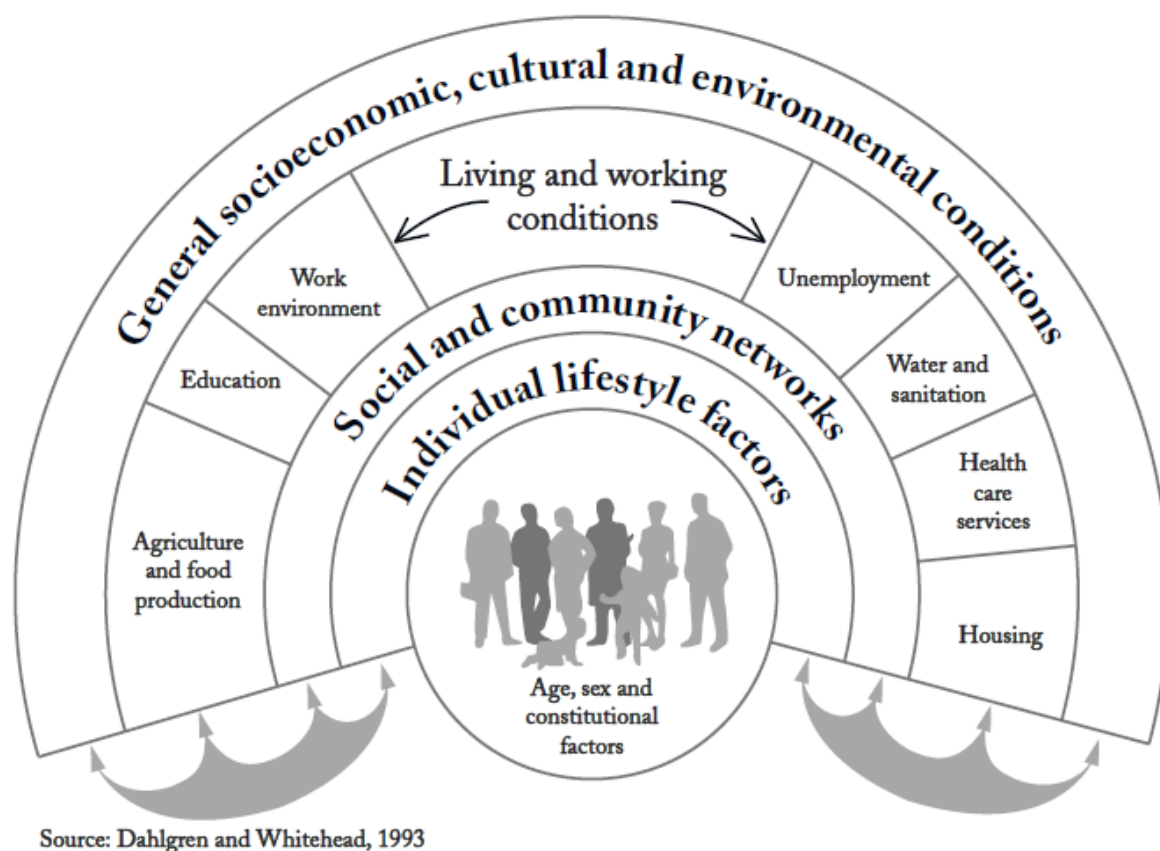 General socioeconomic, cultural and environmental conditions
Living and working
conditions
Work
environment
Unemployment
Education
Water and
sanitation
Agriculture
and food
production
Health
care
services
Housing
Social and community networks
Individual lifestyle factors
Age, sex and
constitutional
factors
Source: Dahlgren and Whitehead, 1993